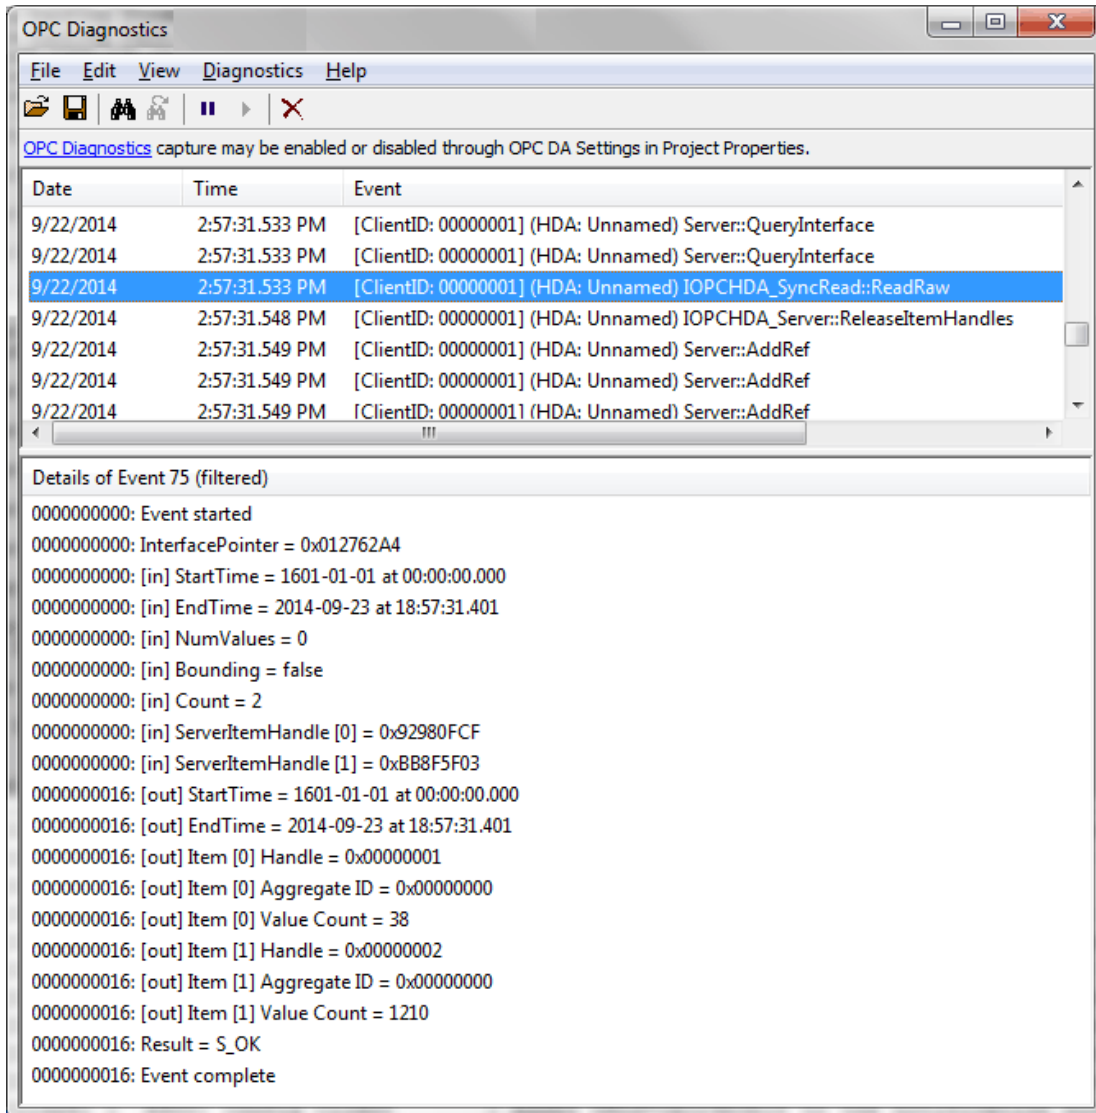 OPC Diagnostics
File Edit View Diagnostics Help
OPC Diagnostics capture may be enabled or disabled through OPC DA Settings in Project Properties.
Date Time Event
9/22/2014 2:57:31.533 PM [ClientID: 00000001] (HDA: Unnamed) Server::QueryInterface
9/22/2014 2:57:31.533 PM [ClientID: 00000001] (HDA: Unnamed) Server::QueryInterface
9/22/2014 2:57:31.533 PM [ClientID: 00000001] (HDA: Unnamed) IOPCHDA_SyncRead::ReadRaw
9/22/2014 2:57:31.548 PM [ClientID: 00000001] (HDA: Unnamed) IOPCHDA_Server::ReleaseItemHandles
9/22/2014 2:57:31.549 PM [ClientID: 00000001] (HDA: Unnamed) Server::AddRef
9/22/2014 2:57:31.549 PM [ClientID: 00000001] (HDA: Unnamed) Server::AddRef
9/22/2014 2:57:31.549 PM [ClientID: 00000001] (HDA: Unnamed) Server::AddRef
Details of Event 75 (filtered)
0000000000: Event started
0000000000: InterfacePointer = 0x012762A4
0000000000: [in] StartTime = 1601-01-01 at 00:00:00.000
0000000000: [in] EndTime = 2014-09-23 at 18:57:31.401
0000000000: [in] NumValues = 0
0000000000: [in] Bounding = false
0000000000: [in] Count = 2
0000000000: [in] ServerItemHandle [0] = 0x92980FCF
0000000000: [in] ServerItemHandle [1] = 0xBB8F5F03
0000000016: [out] StartTime = 1601-01-01 at 00:00:00.000
0000000016: [out] EndTime = 2014-09-23 at 18:57:31.401
0000000016: [out] Item [0] Handle = 0x00000001
0000000016: [out] Item [0] Aggregate ID = 0x00000000
0000000016: [out] Item [0] Value Count = 38
0000000016: [out] Item [1] Handle = 0x00000002
0000000016: [out] Item [1] Aggregate ID = 0x00000000
0000000016: [out] Item [1] Value Count = 1210
0000000016: Result = S_OK
0000000016: Event complete